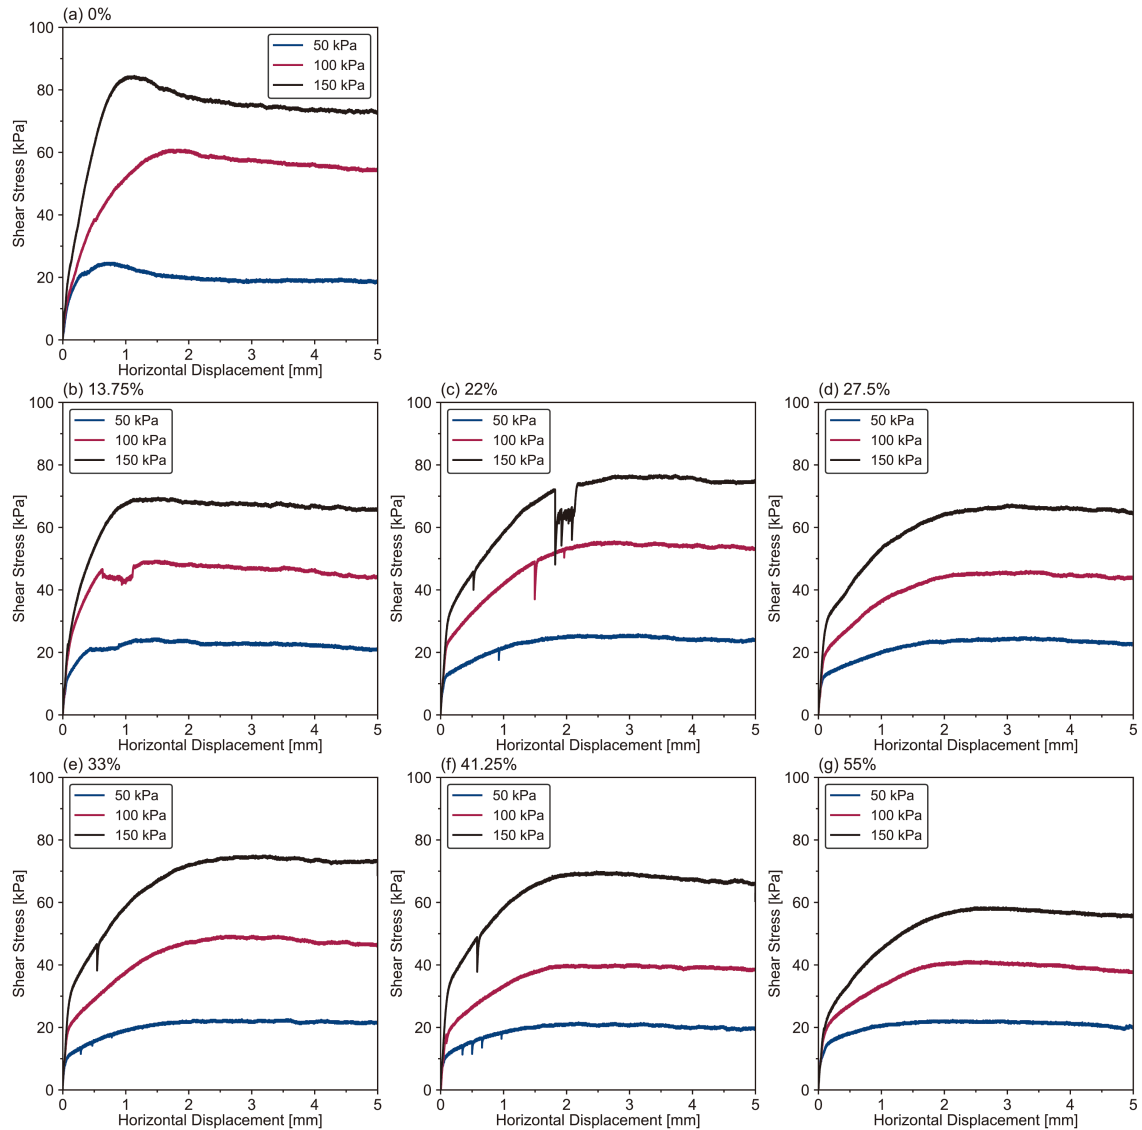 (a) 0%
100
80
60
40
20
0
Shear Stress [kPa]
50 kPa
100 kPa
150 kPa
0 1 2 3 4 5
Horizontal Displacement [mm]
(b) 13.75%
100
80
60
40
20
0
Shear Stress [kPa]
50 kPa
100 kPa
150 kPa
0 1 2 3 4 5
Horizontal Displacement [mm]
(c) 22%
100
80
60
40
20
0
Shear Stress [kPa]
50 kPa
100 kPa
150 kPa
0 1 2 3 4 5
Horizontal Displacement [mm]
(d) 27.5%
100
80
60
40
20
0
Shear Stress [kPa]
50 kPa
100 kPa
150 kPa
0 1 2 3 4 5
Horizontal Displacement [mm]
(e) 33%
100
80
60
40
20
0
Shear Stress [kPa]
50 kPa
100 kPa
150 kPa
0 1 2 3 4 5
Horizontal Displacement [mm]
(f) 41.25%
100
80
60
40
20
0
Shear Stress [kPa]
50 kPa
100 kPa
150 kPa
0 1 2 3 4 5
Horizontal Displacement [mm]
(g) 55%
100
80
60
40
20
0
Shear Stress [kPa]
50 kPa
100 kPa
150 kPa
0 1 2 3 4 5
Horizontal Displacement [mm]